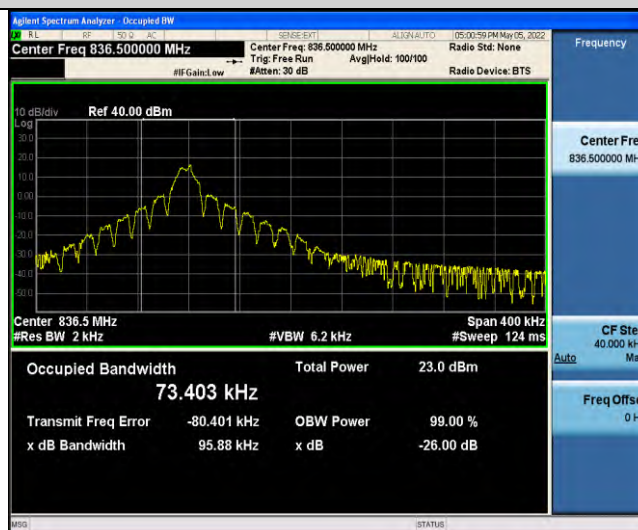 Agilent Spectrum Analyzer - Occupied BW
RL RF 50 Ω AC SENSE:EXT ALIGN AUTO 05:00:59 PM May 05, 2022
Center Freq 836.500000 MHz Center Freq: 836.500000 MHz Radio Std: None Frequency
Trig: Free Run Avg|Hold: 100/100
#IFGain:Low #Atten: 30 dB Radio Device: BTS
10 dB/div Ref 40.00 dBm
Log
30.0
20.0
10.0
0.00
-10.0
-20.0
-30.0
-40.0
-50.0
Center Fre
836.500000 MH
Center 836.5 MHz Span 400 kHz
#Res BW 2 kHz #VBW 6.2 kHz #Sweep 124 ms
CF Ste
40.000 kH
Auto Ma
Occupied Bandwidth Total Power 23.0 dBm
73.403 kHz
Transmit Freq Error -80.401 kHz OBW Power 99.00 %
x dB Bandwidth 95.88 kHz x dB -26.00 dB
Freq Offse
0 H
MSG STATUS